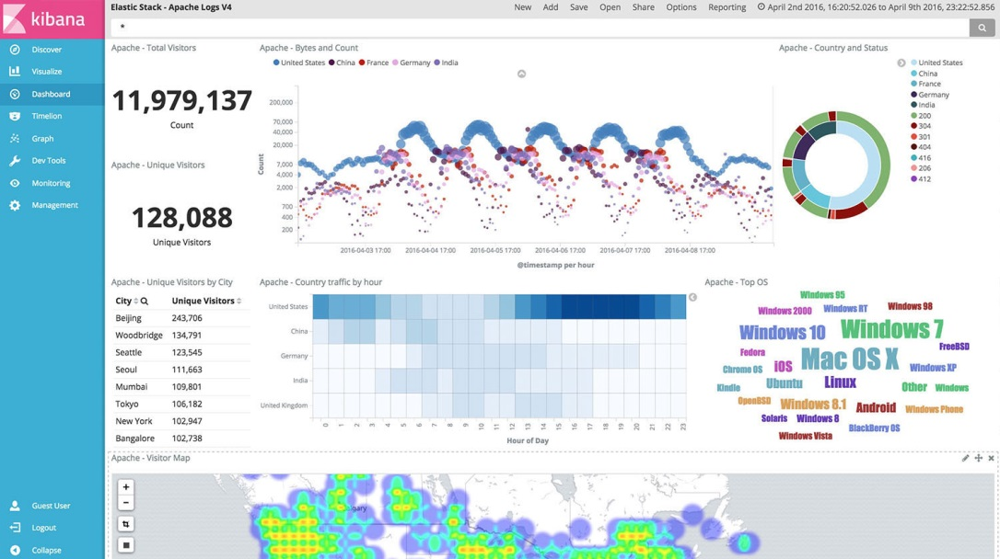 kibana
Discover
Visualize
Dashboard
Timelion
Graph
Dev Tools
Monitoring
Management
Guest User
Logout
Collapse
Elastic Stack - Apache Logs V4
New Add Save Open Share Options Reporting April 2nd 2016, 16:20:52.026 to April 9th 2016, 23:22:52.856
*
Apache - Total Visitors
11,979,137
Count
Apache - Unique Visitors
128,088
Unique Visitors
Apache - Bytes and Count
United States China France Germany India
Count
200,000
70,000
40,000
20,000
7,000
4,000
2,000
700
400
200
2016-04-03 17:00 2016-04-04 17:00 2016-04-05 17:00 2016-04-06 17:00 2016-04-07 17:00 2016-04-08 17:00
@timestamp per hour
Apache - Country and Status
United States
China
France
Germany
India
200
304
301
404
416
206
412
Apache - Unique Visitors by City
City Unique Visitors
Beijing 243,706
Woodbridge 134,791
Seattle 123,545
Seoul 111,663
Mumbai 109,801
Tokyo 106,182
New York 102,947
Bangalore 102,738
Apache - Country traffic by hour
United States
China
Germany
India
United Kingdom
0 1 2 3 4 5 6 7 8 9 10 11 12 13 14 15 16 17 18 19 20 21 22 23
Hour of Day
Apache - Top OS
Windows 95
Windows 2000 Windows RT Windows 98
Windows 10 Windows 7
Fedora Mac OS X FreeBSD
Chrome OS iOS Windows XP
Kindle Ubuntu Linux Other Windows
OpenBSD Windows 8.1 Android Windows Phone
Solaris Windows 8 BlackBerry OS
Windows Vista
Apache - Visitor Map
+
−